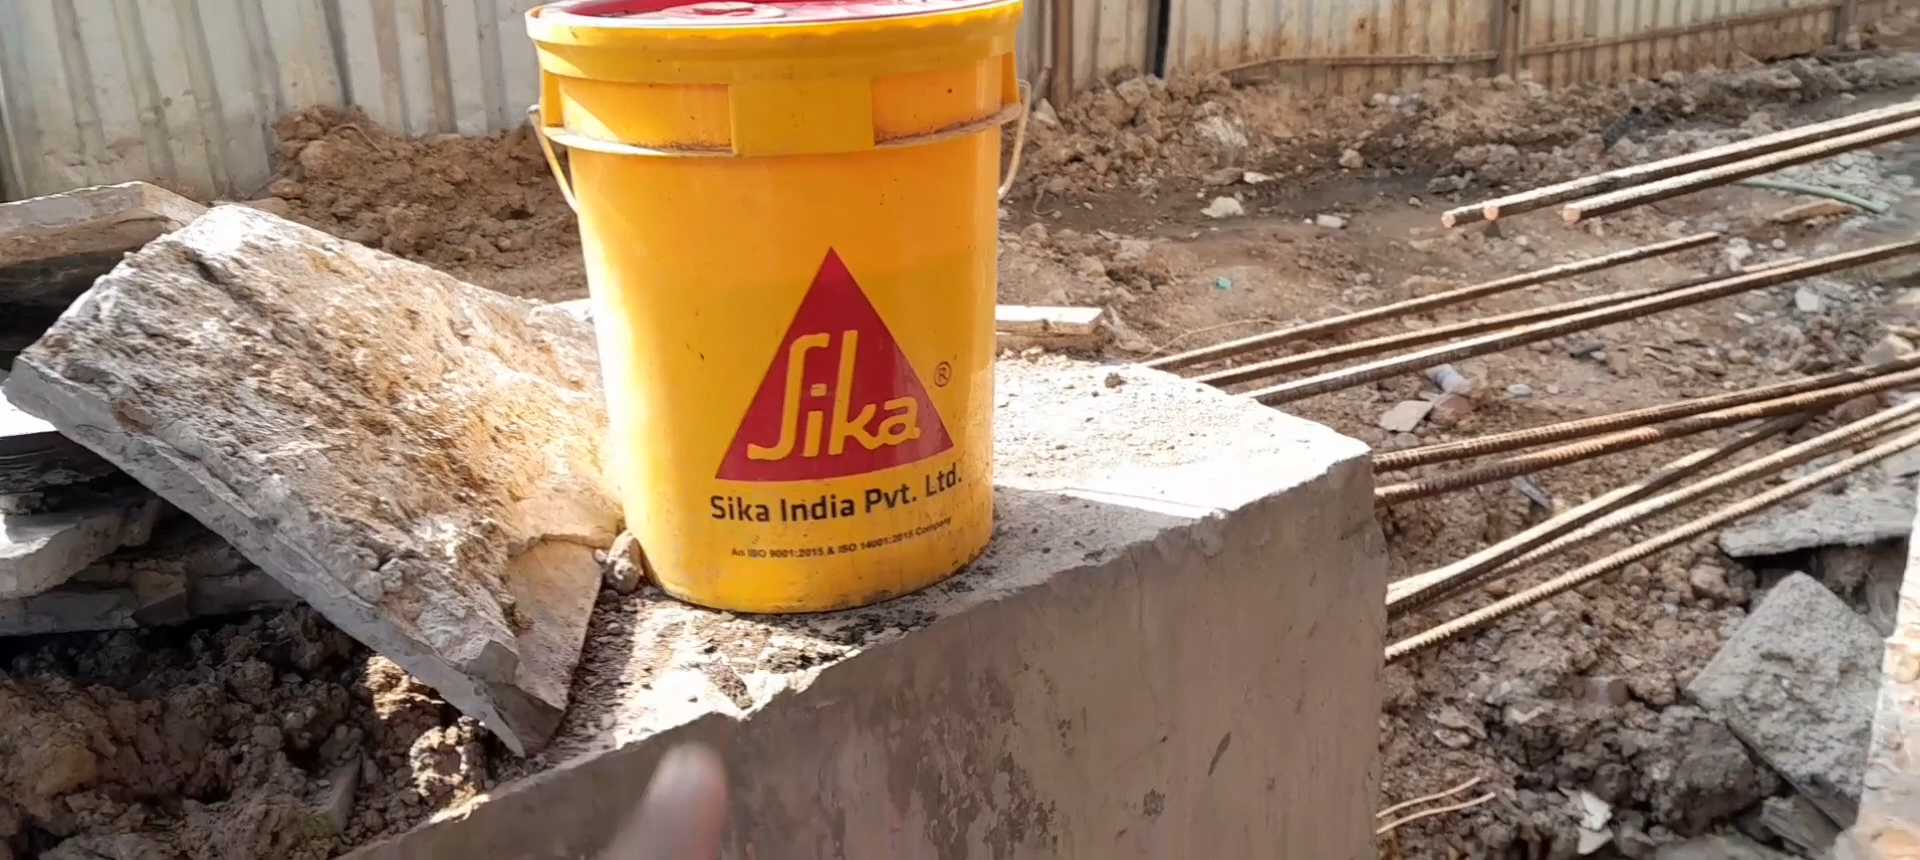 Sika®
Sika India Pvt. Ltd.
An ISO 9001:2015 & ISO 14001:2015 Company